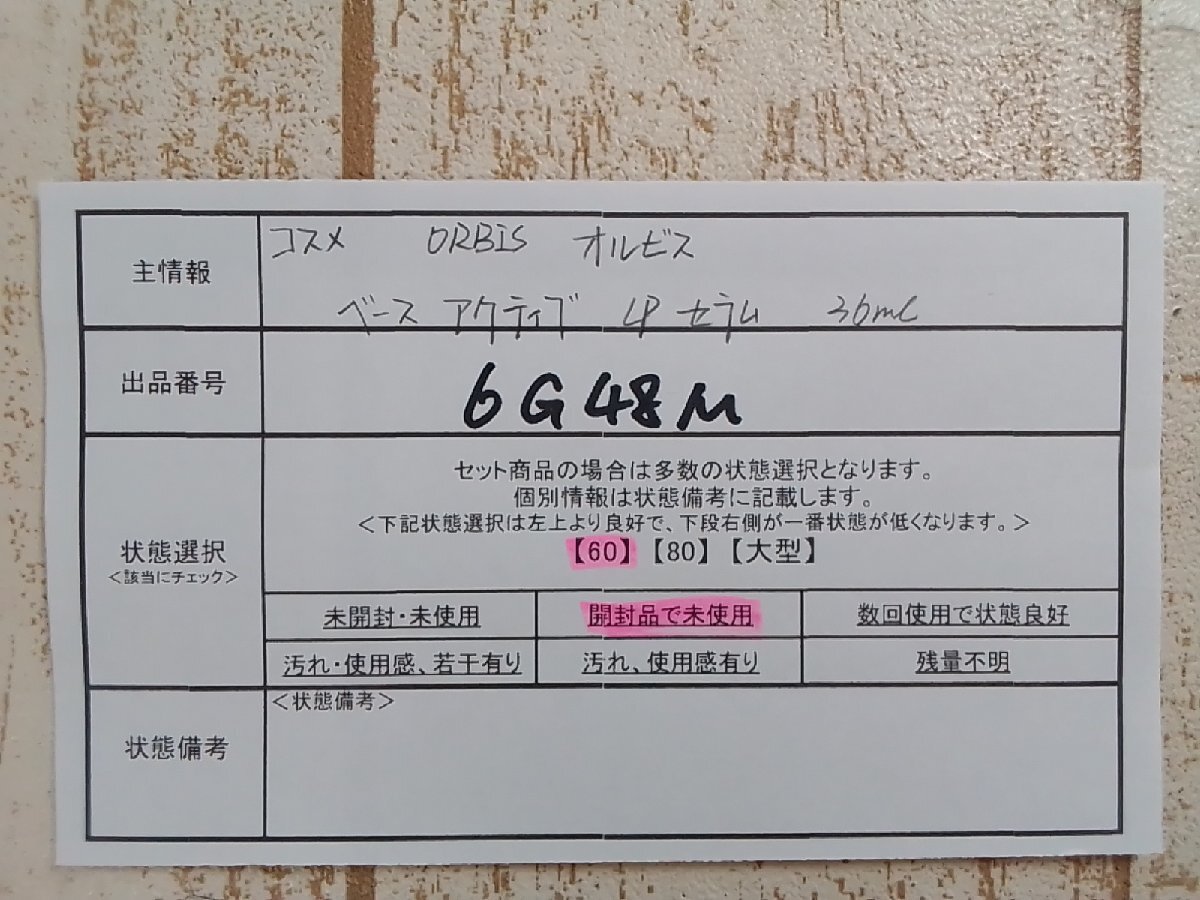 主情報
コスメ ORBIS オルビス
ベース アクティブ LP セラム 36ml
出品番号
6G48M
状態選択
<該当にチェック>
セット商品の場合は多数の状態選択となります。
個別情報は状態備考に記載します。
<下記状態選択は左上より良好で、下段右側が一番状態が低くなります。>
【60】【80】【大型】
未開封・未使用 開封品で未使用 数回使用で状態良好
汚れ・使用感、若干有り 汚れ、使用感有り 残量不明
状態備考
<状態備考>